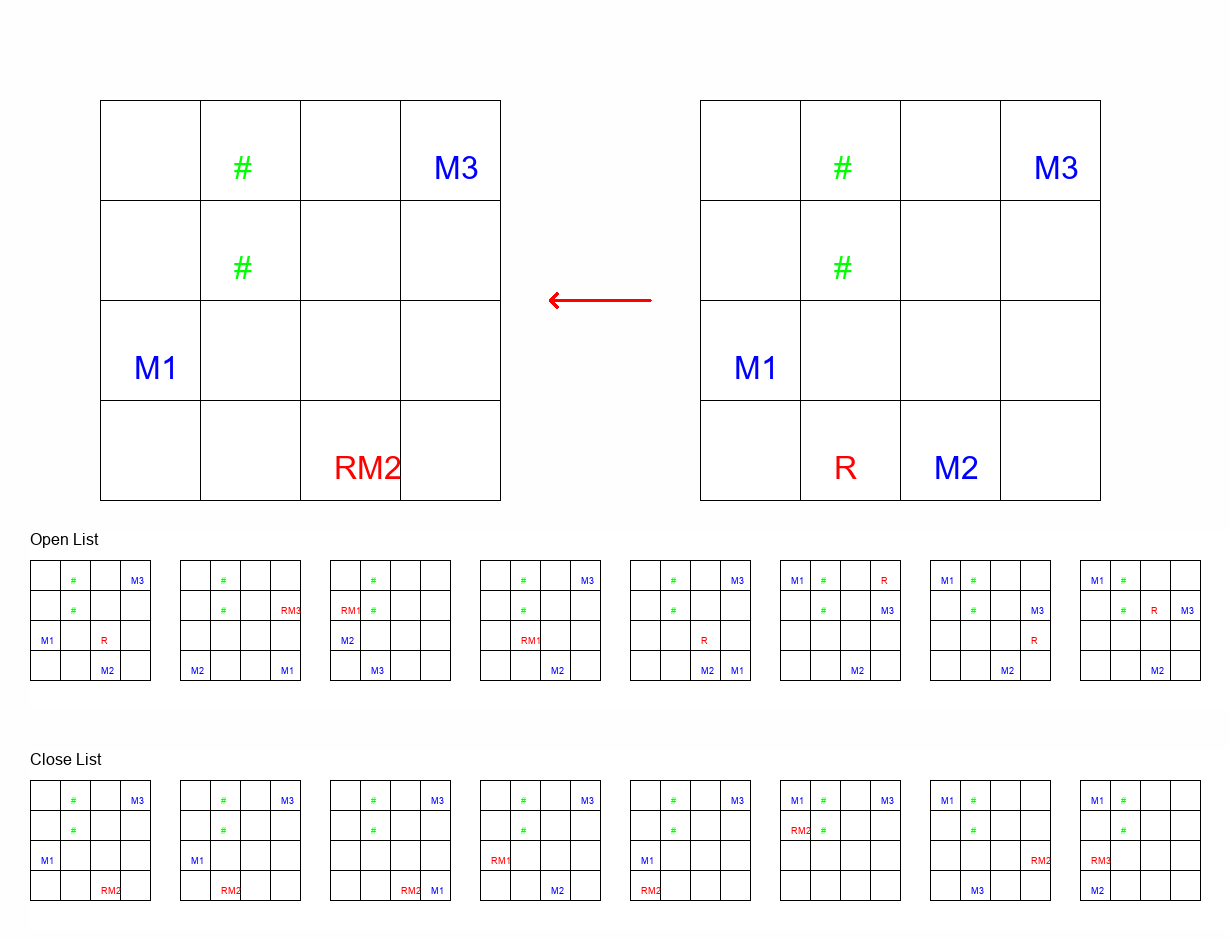 # M3 # M3
# #
M1 M1
RM2 R M2
Open List
# M3 # # # M3 # M3 M1 # R M1 # M1 #
# # RM3 RM1 # # # # M3 # M3 # R M3
M1 R M2 RM1 R R
M2 M2 M1 M3 M2 M2 M1 M2 M2 M2
Close List
# M3 # M3 # M3 # M3 # M3 M1 # M3 M1 # M1 #
# # # # # RM2 # # #
M1 M1 RM1 M1 RM2 RM3
RM2 RM2 RM2 M1 M2 RM2 M3 M2